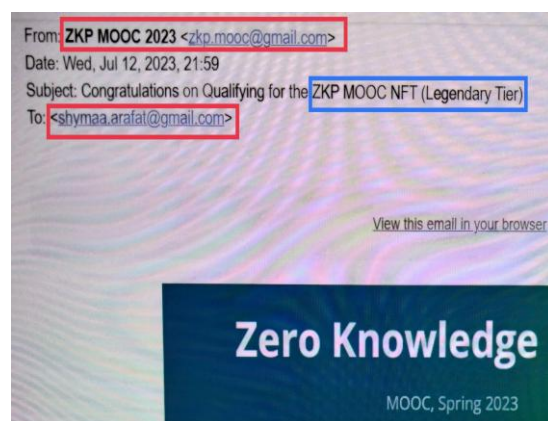 From: ZKP MOOC 2023 <zkp.mooc@gmail.com>
Date: Wed, Jul 12, 2023, 21:59
Subject: Congratulations on Qualifying for the ZKP MOOC NFT (Legendary Tier)
To: <shymaa.arafat@gmail.com>
View this email in your browser
Zero Knowledge
MOOC, Spring 2023